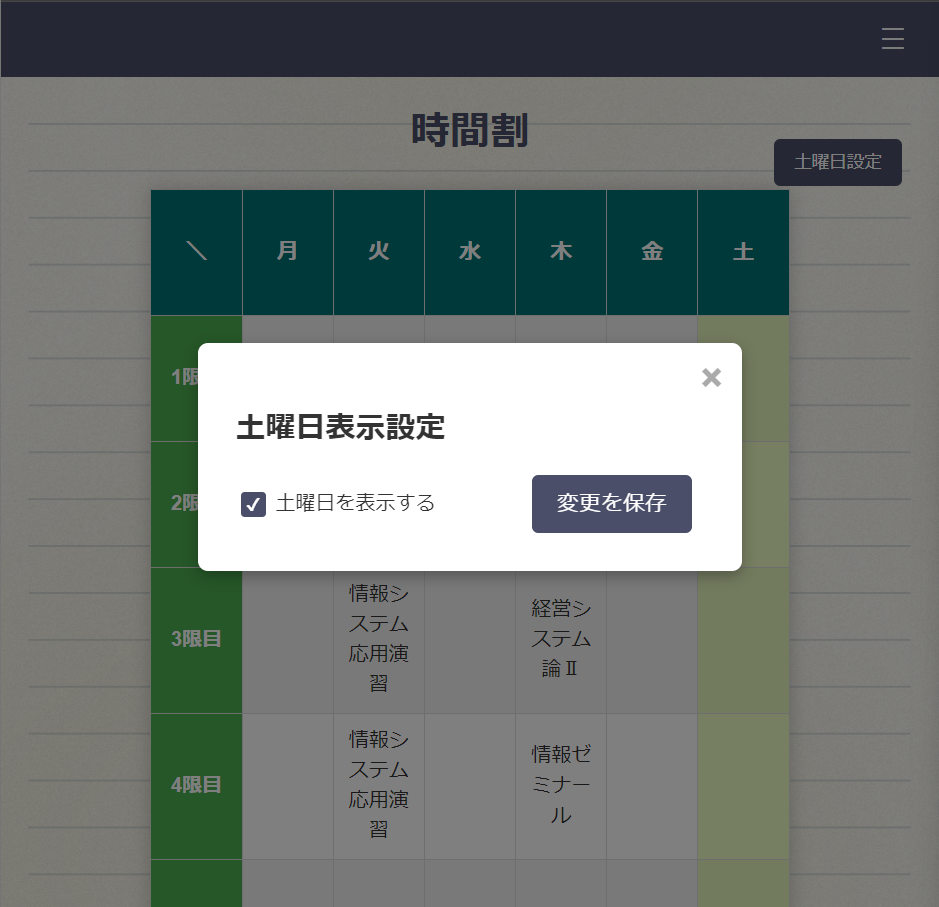 時間割
土曜日設定
＼ 月 火 水 木 金 土
1限
土曜日表示設定
土曜日を表示する 変更を保存
2限
3限目
情報シ
ステム
応用演
習
経営シ
ステム
論Ⅱ
4限目
情報シ
ステム
応用演
習
情報ゼ
ミナー
ル